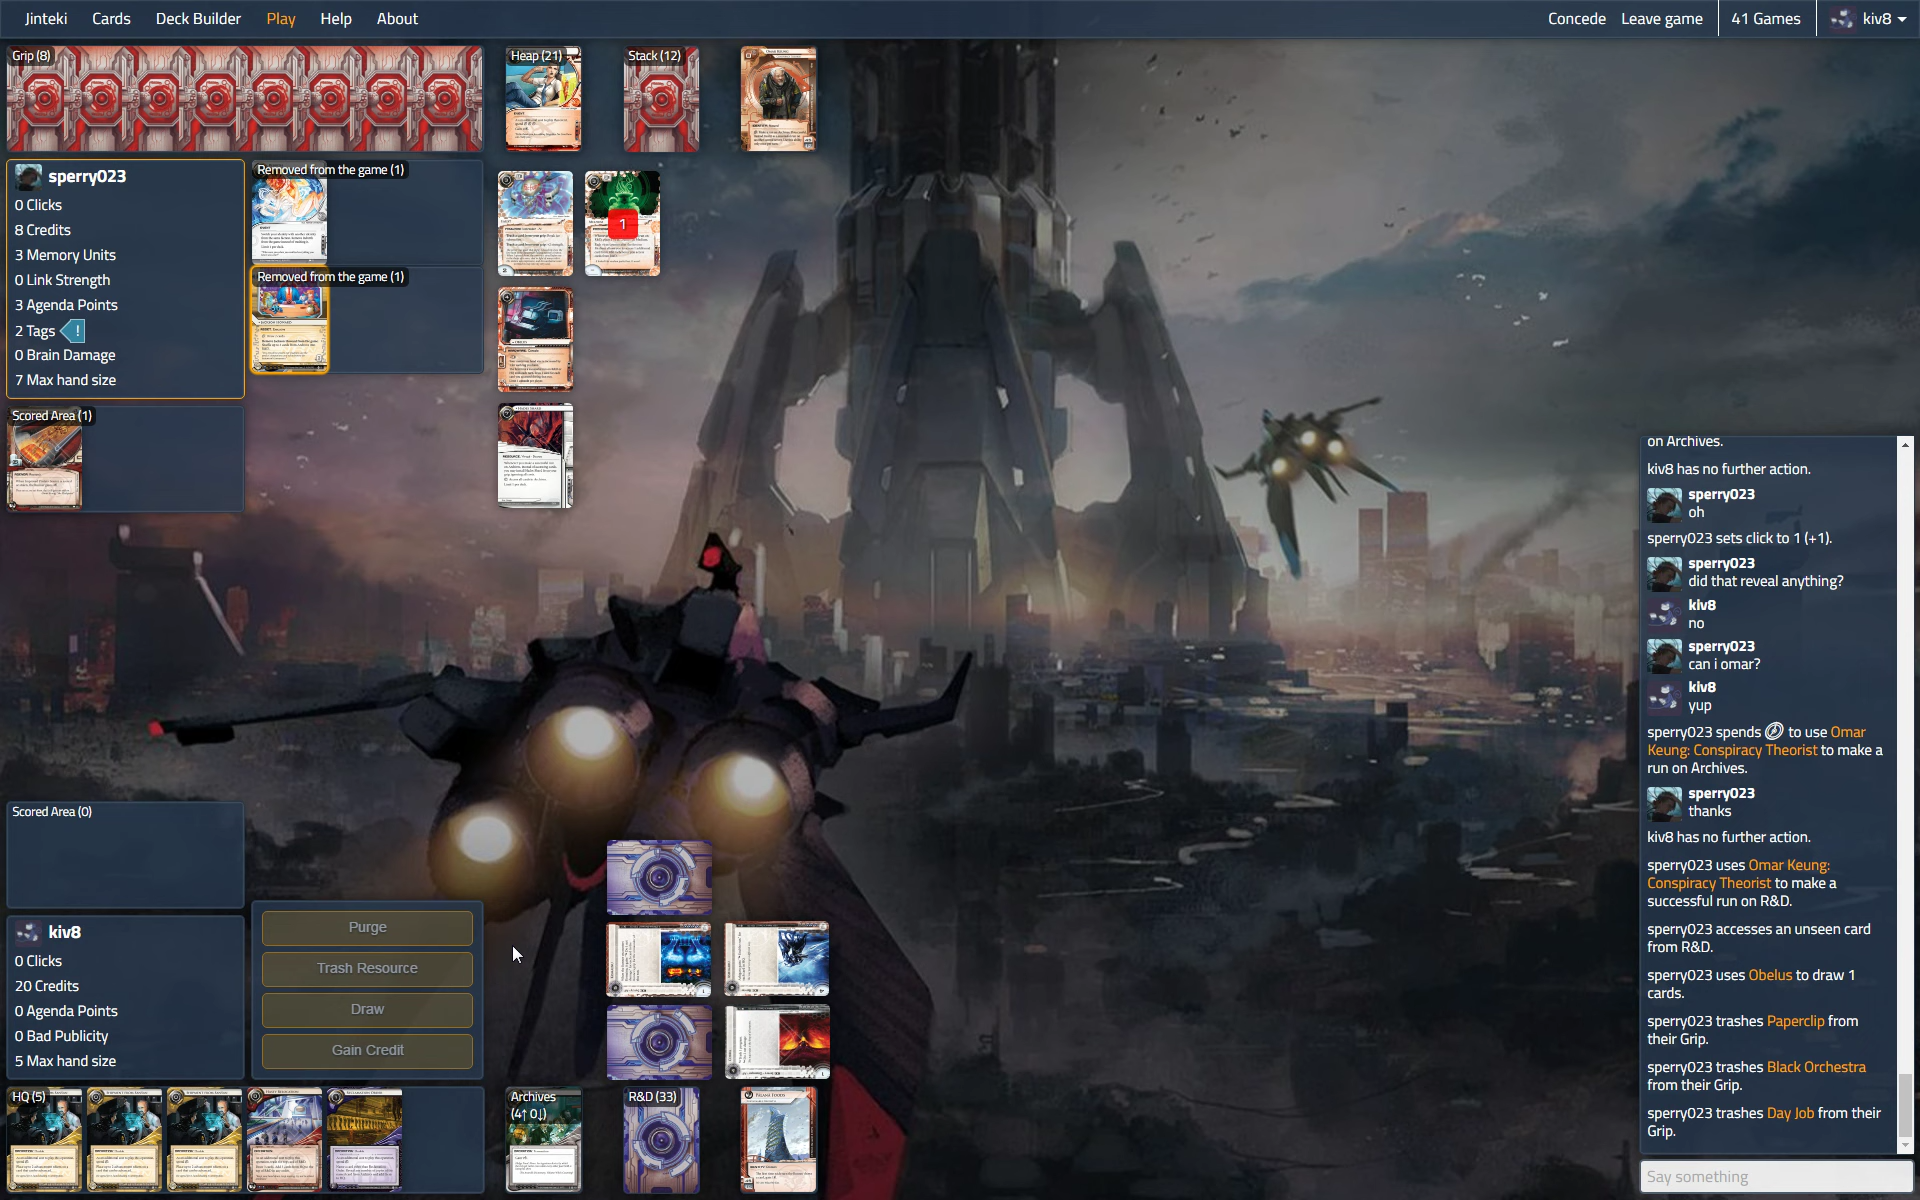 Jinteki Cards Deck Builder Play Help About Concede Leave game 41 Games kiv8
Grip (8)
Heap (21)
Stack (12)
sperry023
0 Clicks
8 Credits
3 Memory Units
0 Link Strength
3 Agenda Points
2 Tags !
0 Brain Damage
7 Max hand size
Removed from the game (1)
Removed from the game (1)
1
Scored Area (1)
Scored Area (0)
kiv8
0 Clicks
20 Credits
0 Agenda Points
0 Bad Publicity
5 Max hand size
Purge
Trash Resource
Draw
Gain Credit
HQ (5)
Archives
(4↑ 0↓)
R&D (33)
on Archives.
kiv8 has no further action.
sperry023
oh
sperry023 sets click to 1 (+1).
sperry023
did that reveal anything?
kiv8
no
sperry023
can i omar?
kiv8
yup
sperry023 spends to use Omar
Keung: Conspiracy Theorist to make a
run on Archives.
sperry023
thanks
kiv8 has no further action.
sperry023 uses Omar Keung:
Conspiracy Theorist to make a
successful run on R&D.
sperry023 accesses an unseen card
from R&D.
sperry023 uses Obelus to draw 1
cards.
sperry023 trashes Paperclip from
their Grip.
sperry023 trashes Black Orchestra
from their Grip.
sperry023 trashes Day Job from their
Grip.
Say something